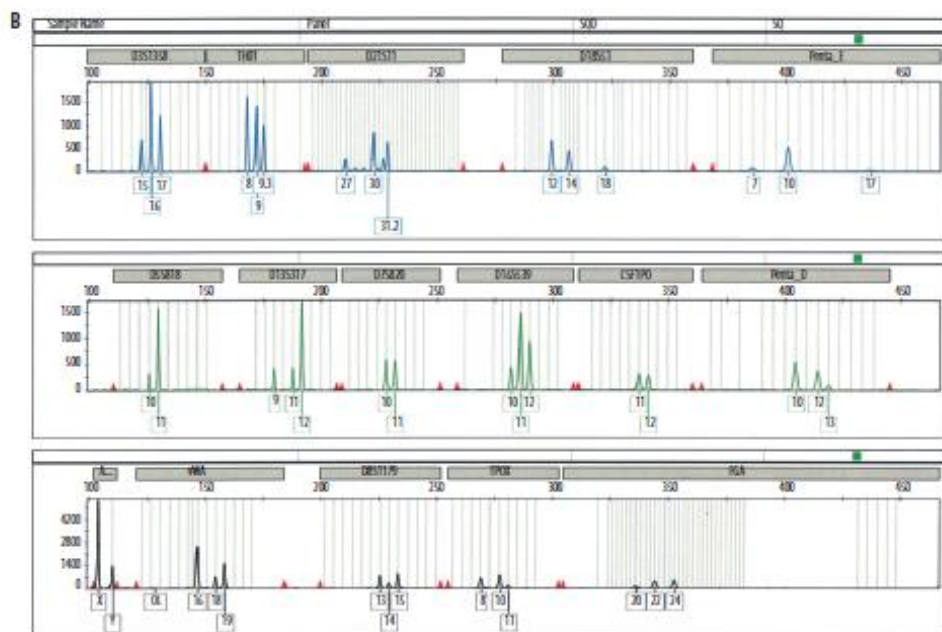 B
Sample Name Panel SQO SQ
D3S1358 TH01 D21S11 D18S51 Penta_E
100 150 200 250 300 350 400 450
1500
1000
500
0
15 17 8 9.3 27 30 12 14 18 7 10 17
16 9
31.2
D5S818 D13S317 D7S820 D16S539 CSF1PO Penta_D
100 150 200 250 300 350 400 450
1500
1000
500
0
10 9 11 10 10 12 11 10 12
11 12 11 11 12 13
A... vWA D8S1179 TPOX FGA
100 150 200 250 300 350 400 450
4200
2800
1400
0
X OL 16 18 13 15 8 10 20 22 24
Y 19 14 11